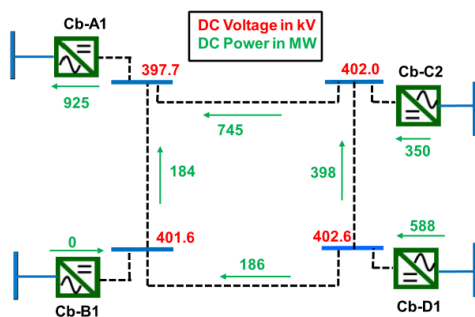 DC Voltage in kV
DC Power in MW
Cb-A1
397.7
925
402.0
Cb-C2
745
350
184
398
0
401.6
Cb-B1
186
402.6
588
Cb-D1